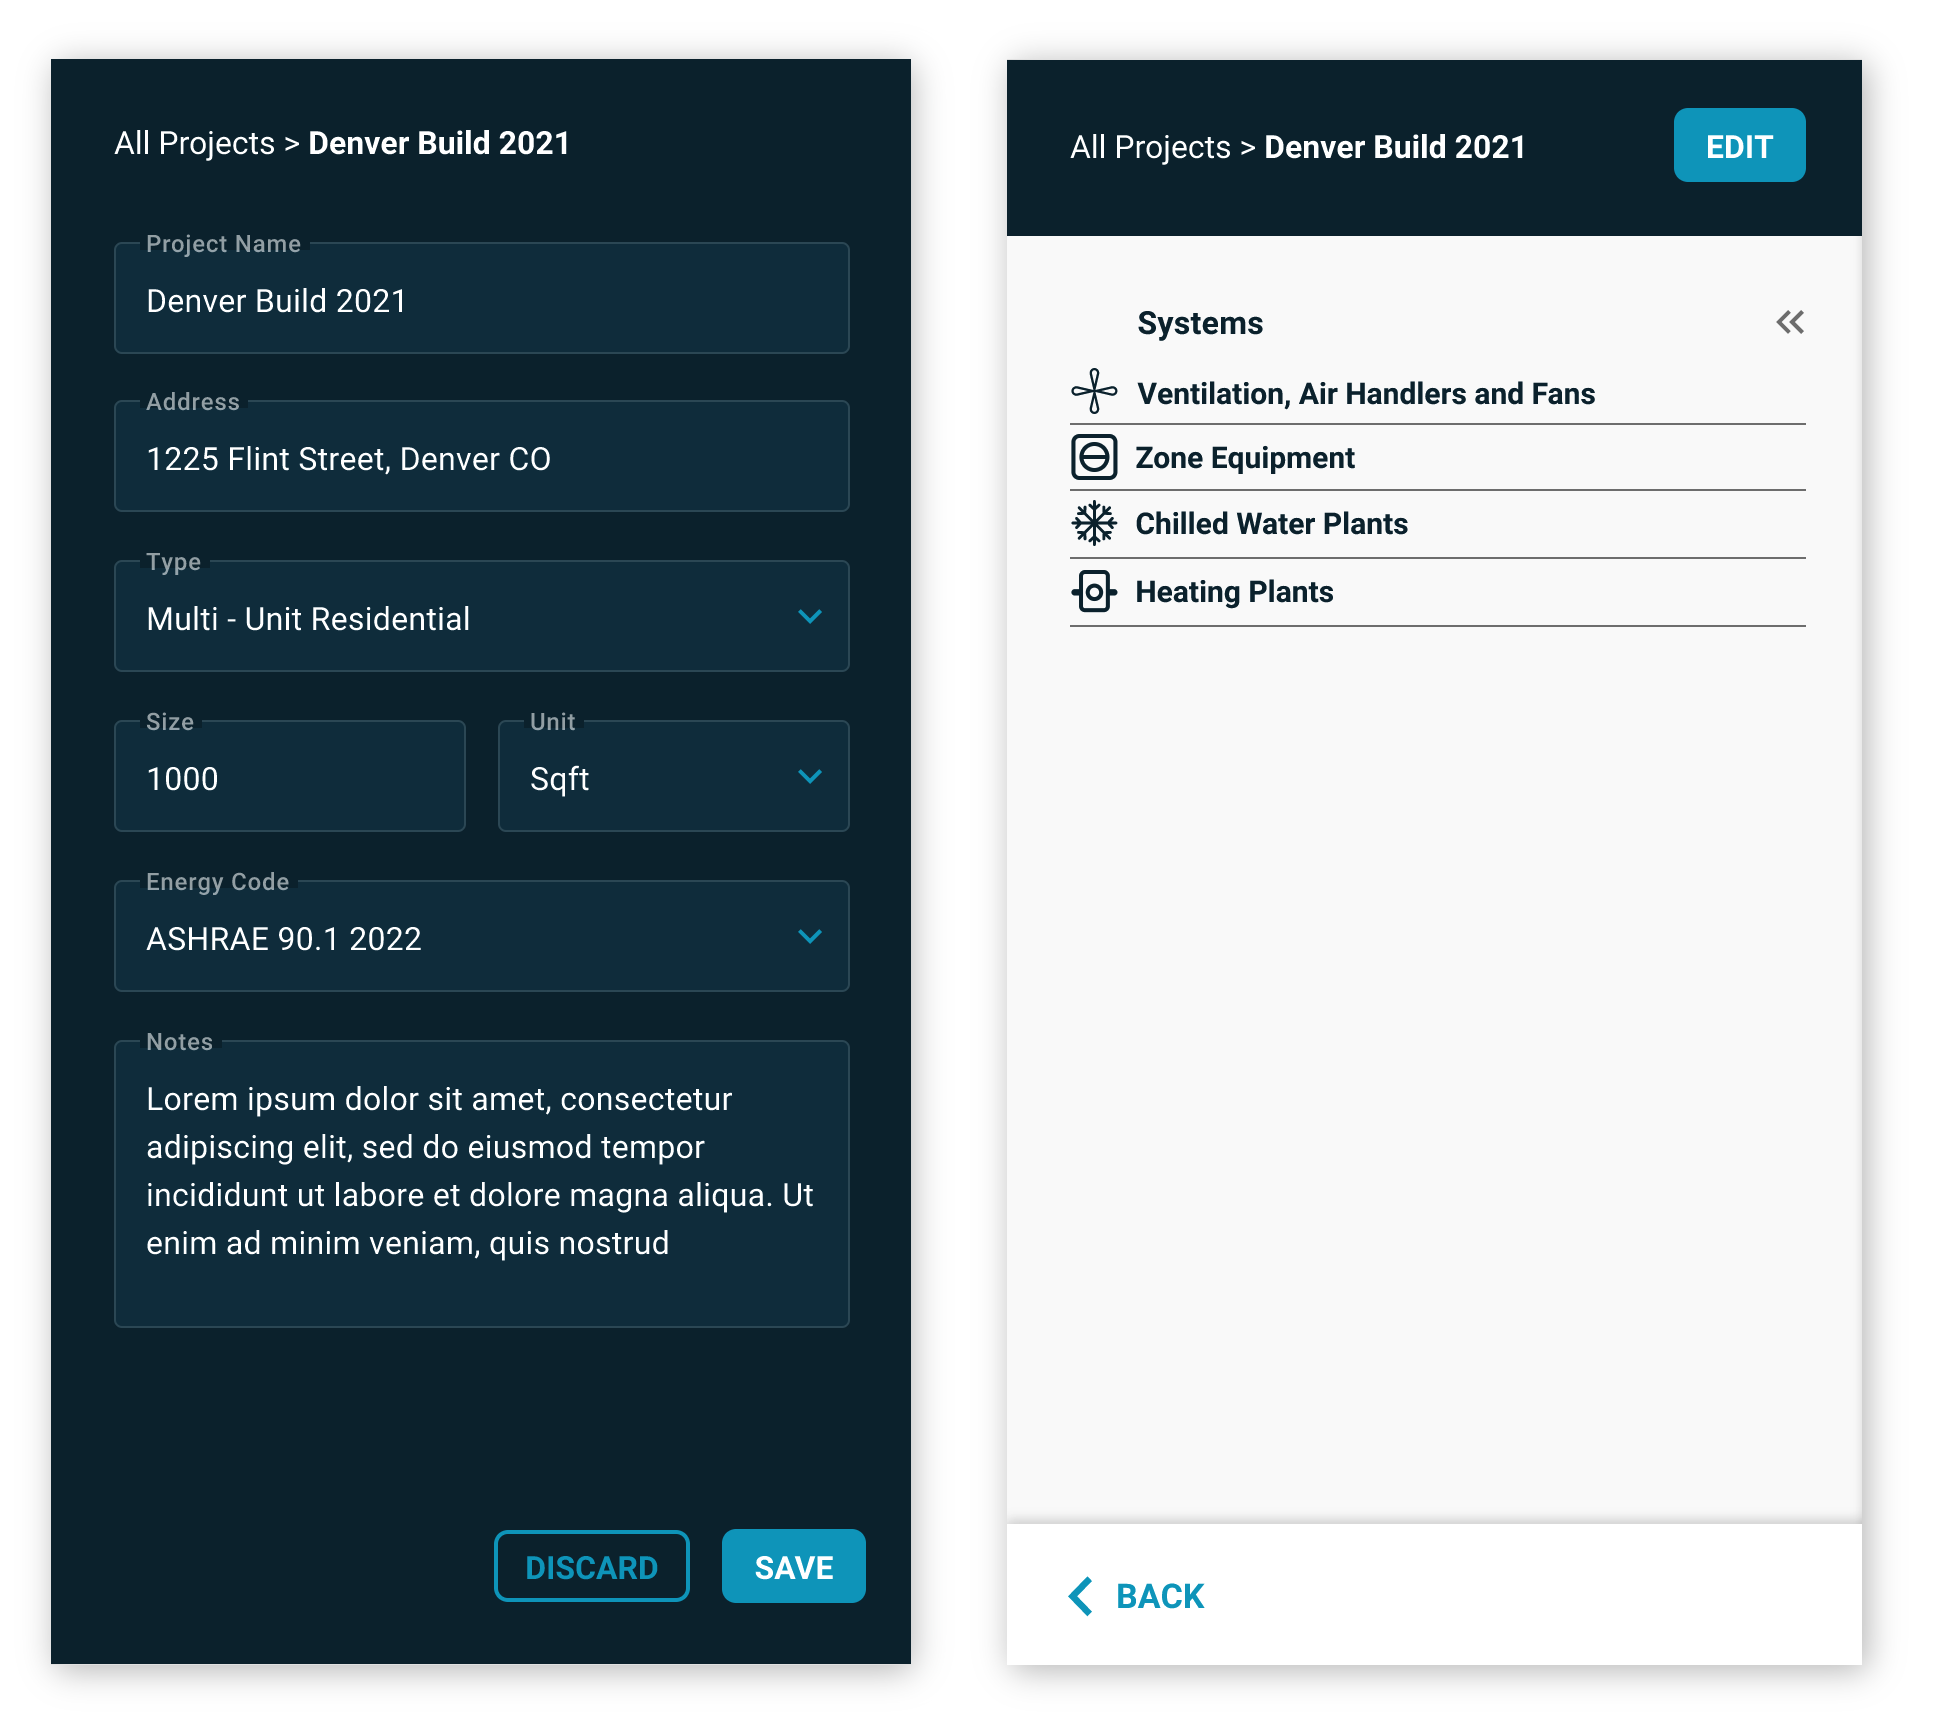 All Projects > Denver Build 2021
Project Name
Denver Build 2021
Address
1225 Flint Street, Denver CO
Type
Multi - Unit Residential
Size
1000
Unit
Sqft
Energy Code
ASHRAE 90.1 2022
Notes
Lorem ipsum dolor sit amet, consectetur
adipiscing elit, sed do eiusmod tempor
incididunt ut labore et dolore magna aliqua. Ut
enim ad minim veniam, quis nostrud
DISCARD
SAVE
All Projects > Denver Build 2021
EDIT
Systems
Ventilation, Air Handlers and Fans
Zone Equipment
Chilled Water Plants
Heating Plants
BACK